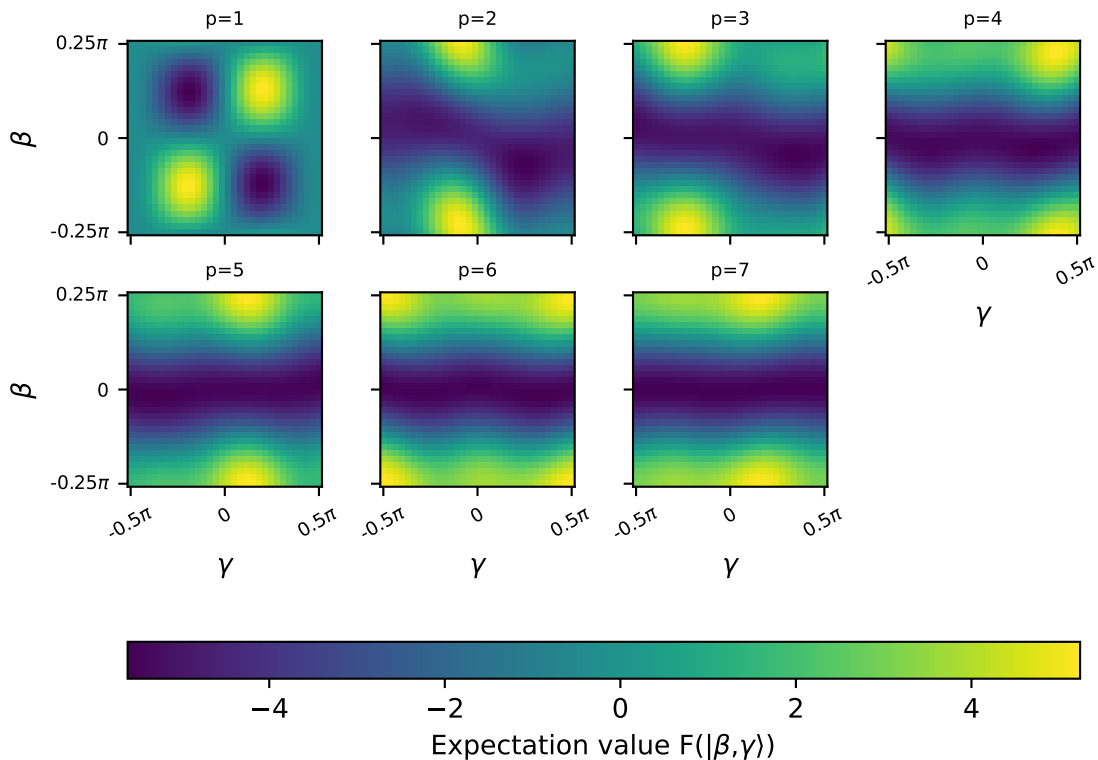 p=1
p=2
p=3
p=4
0.25π
β
0
-0.25π
-0.5π
0
0.5π
γ
p=5
p=6
p=7
0.25π
β
0
-0.25π
-0.5π
0
0.5π
-0.5π
0
0.5π
-0.5π
0
0.5π
γ
γ
γ
−4
−2
0
2
4
Expectation value F(|β,γ⟩)